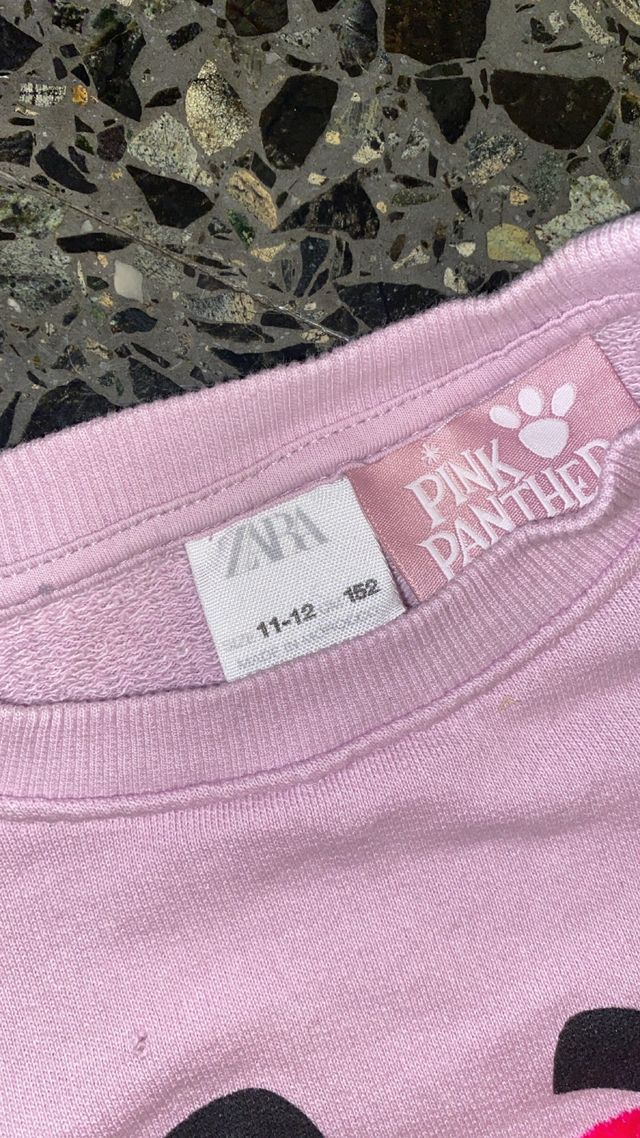 ZARA
11-12 152
PINK
PANTHER